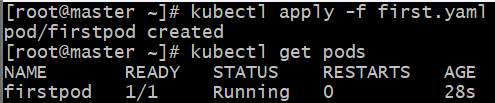 [root@master ~]# kubectl apply -f first.yaml
pod/firstpod created
[root@master ~]# kubectl get pods
NAME READY STATUS RESTARTS AGE
firstpod 1/1 Running 0 28s